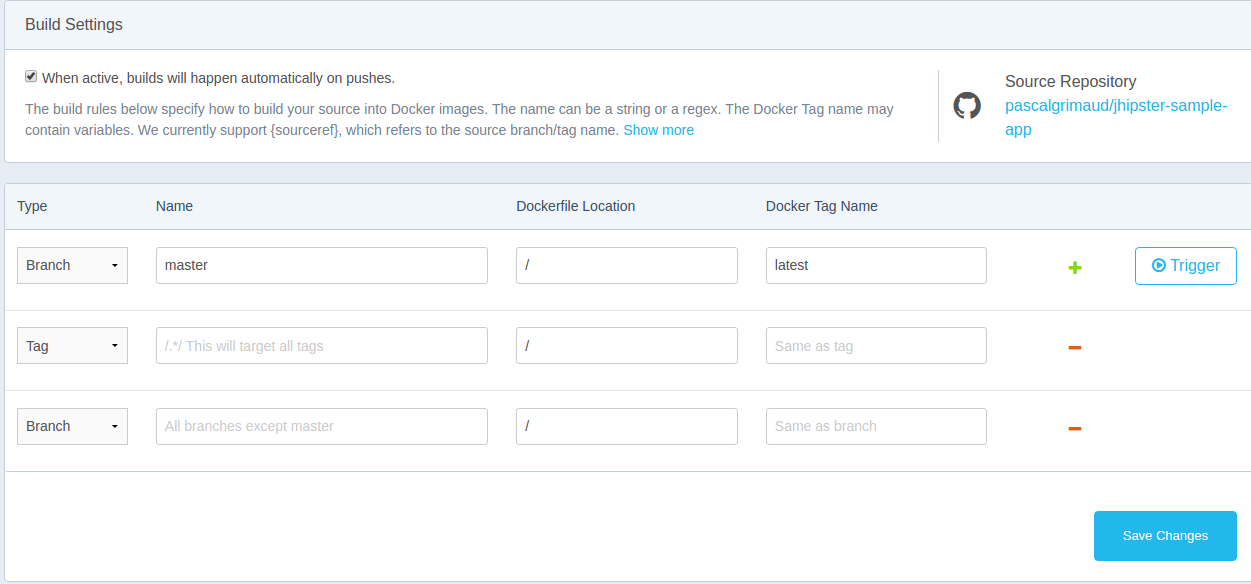 Build Settings
When active, builds will happen automatically on pushes.
The build rules below specify how to build your source into Docker images. The name can be a string or a regex. The Docker Tag name may
contain variables. We currently support {sourceref}, which refers to the source branch/tag name. Show more
Source Repository
pascalgrimaud/jhipster-sample-
app
Type Name Dockerfile Location Docker Tag Name
Branch master / latest Trigger
Tag /.*/ This will target all tags / Same as tag
Branch All branches except master / Same as branch
Save Changes